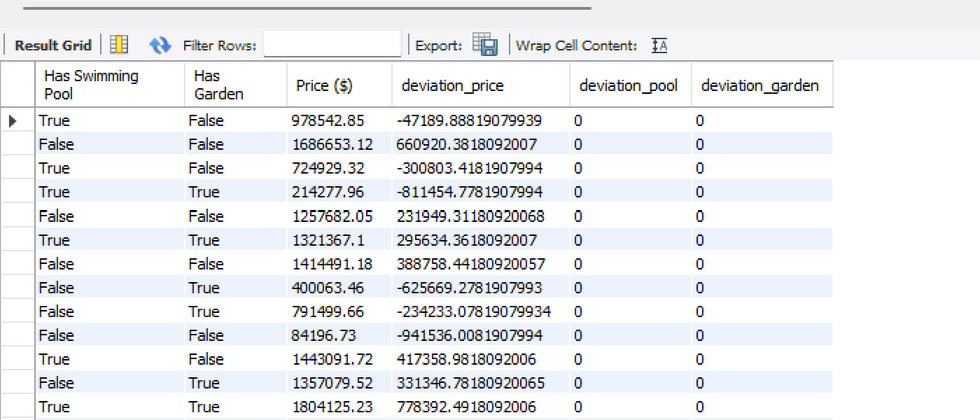 Result Grid Filter Rows: Export: Wrap Cell Content:
Has Swimming Pool Has Garden Price ($) deviation_price deviation_pool deviation_garden
True False 978542.85 -47189.88819079939 0 0
False False 1686653.12 660920.3818092007 0 0
True False 724929.32 -300803.4181907994 0 0
True True 214277.96 -811454.7781907994 0 0
False False 1257682.05 231949.31180920068 0 0
True True 1321367.1 295634.3618092007 0 0
False False 1414491.18 388758.44180920057 0 0
False True 400063.46 -625669.2781907993 0 0
False True 791499.66 -234233.07819079934 0 0
False False 84196.73 -941536.0081907994 0 0
True False 1443091.72 417358.9818092006 0 0
False True 1357079.52 331346.78180920065 0 0
True True 1804125.23 778392.4918092006 0 0